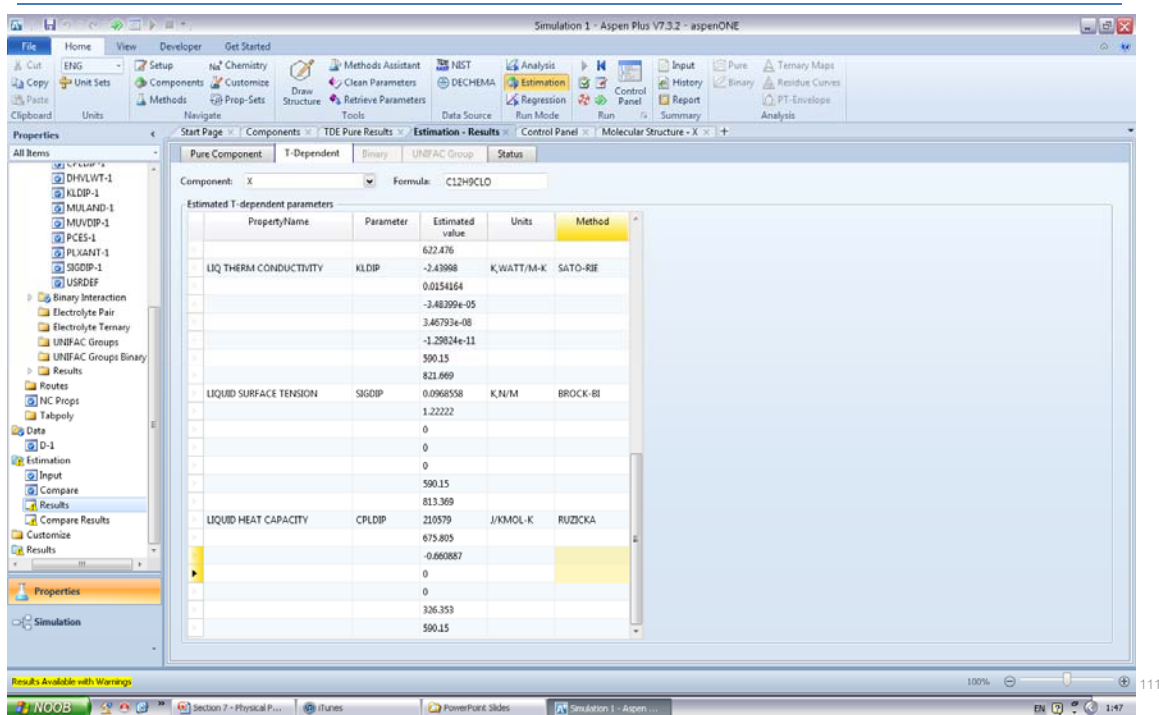 Simulation 1 - Aspen Plus V7.3.2 - aspenONE
File Home View Developer Get Started
Cut ENG Setup Na+ Chemistry Methods Assistant NIST Analysis Input Pure Ternary Maps
Copy Unit Sets Components Customize Clean Parameters DECHEMA Estimation History Binary Residue Curves
Paste Methods Prop-Sets Draw Structure Retrieve Parameters Regression Control Panel Report PT-Envelope
Clipboard Units Navigate Tools Data Source Run Mode Run Summary Analysis
Properties
Start Page Components TDE Pure Results Estimation - Results Control Panel Molecular Structure - X +
All Items
Pure Component T-Dependent Binary UNIFAC Group Status
CPLDIP-1
DHVLWT-1
KLDIP-1
MULAND-1
MUVDIP-1
PCES-1
PLXANT-1
SIGDIP-1
USRDEF
Binary Interaction
Electrolyte Pair
Electrolyte Ternary
UNIFAC Groups
UNIFAC Groups Binary
Results
Routes
NC Props
Tabpoly
Data
D-1
Estimation
Input
Compare
Results
Compare Results
Customize
Results
Properties
Simulation
Component: X Formula: C12H9CLO
Estimated T-dependent parameters
PropertyName Parameter Estimated value Units Method
622.476
LIQ THERM CONDUCTIVITY KLDIP -2.43998 K,WATT/M-K SATO-RIE
0.0154164
-3.48399e-05
3.46793e-08
-1.29824e-11
590.15
821.669
LIQUID SURFACE TENSION SIGDIP 0.0968558 K,N/M BROCK-BI
1.22222
0
0
0
590.15
813.369
LIQUID HEAT CAPACITY CPLDIP 210579 J/KMOL-K RUZICKA
675.805
-0.660887
0
0
326.353
590.15
Results Available with Warnings 100%
111
NOOB Section 7 - Physical P... iTunes PowerPoint Slides Simulation 1 - Aspen ... EN 1:47